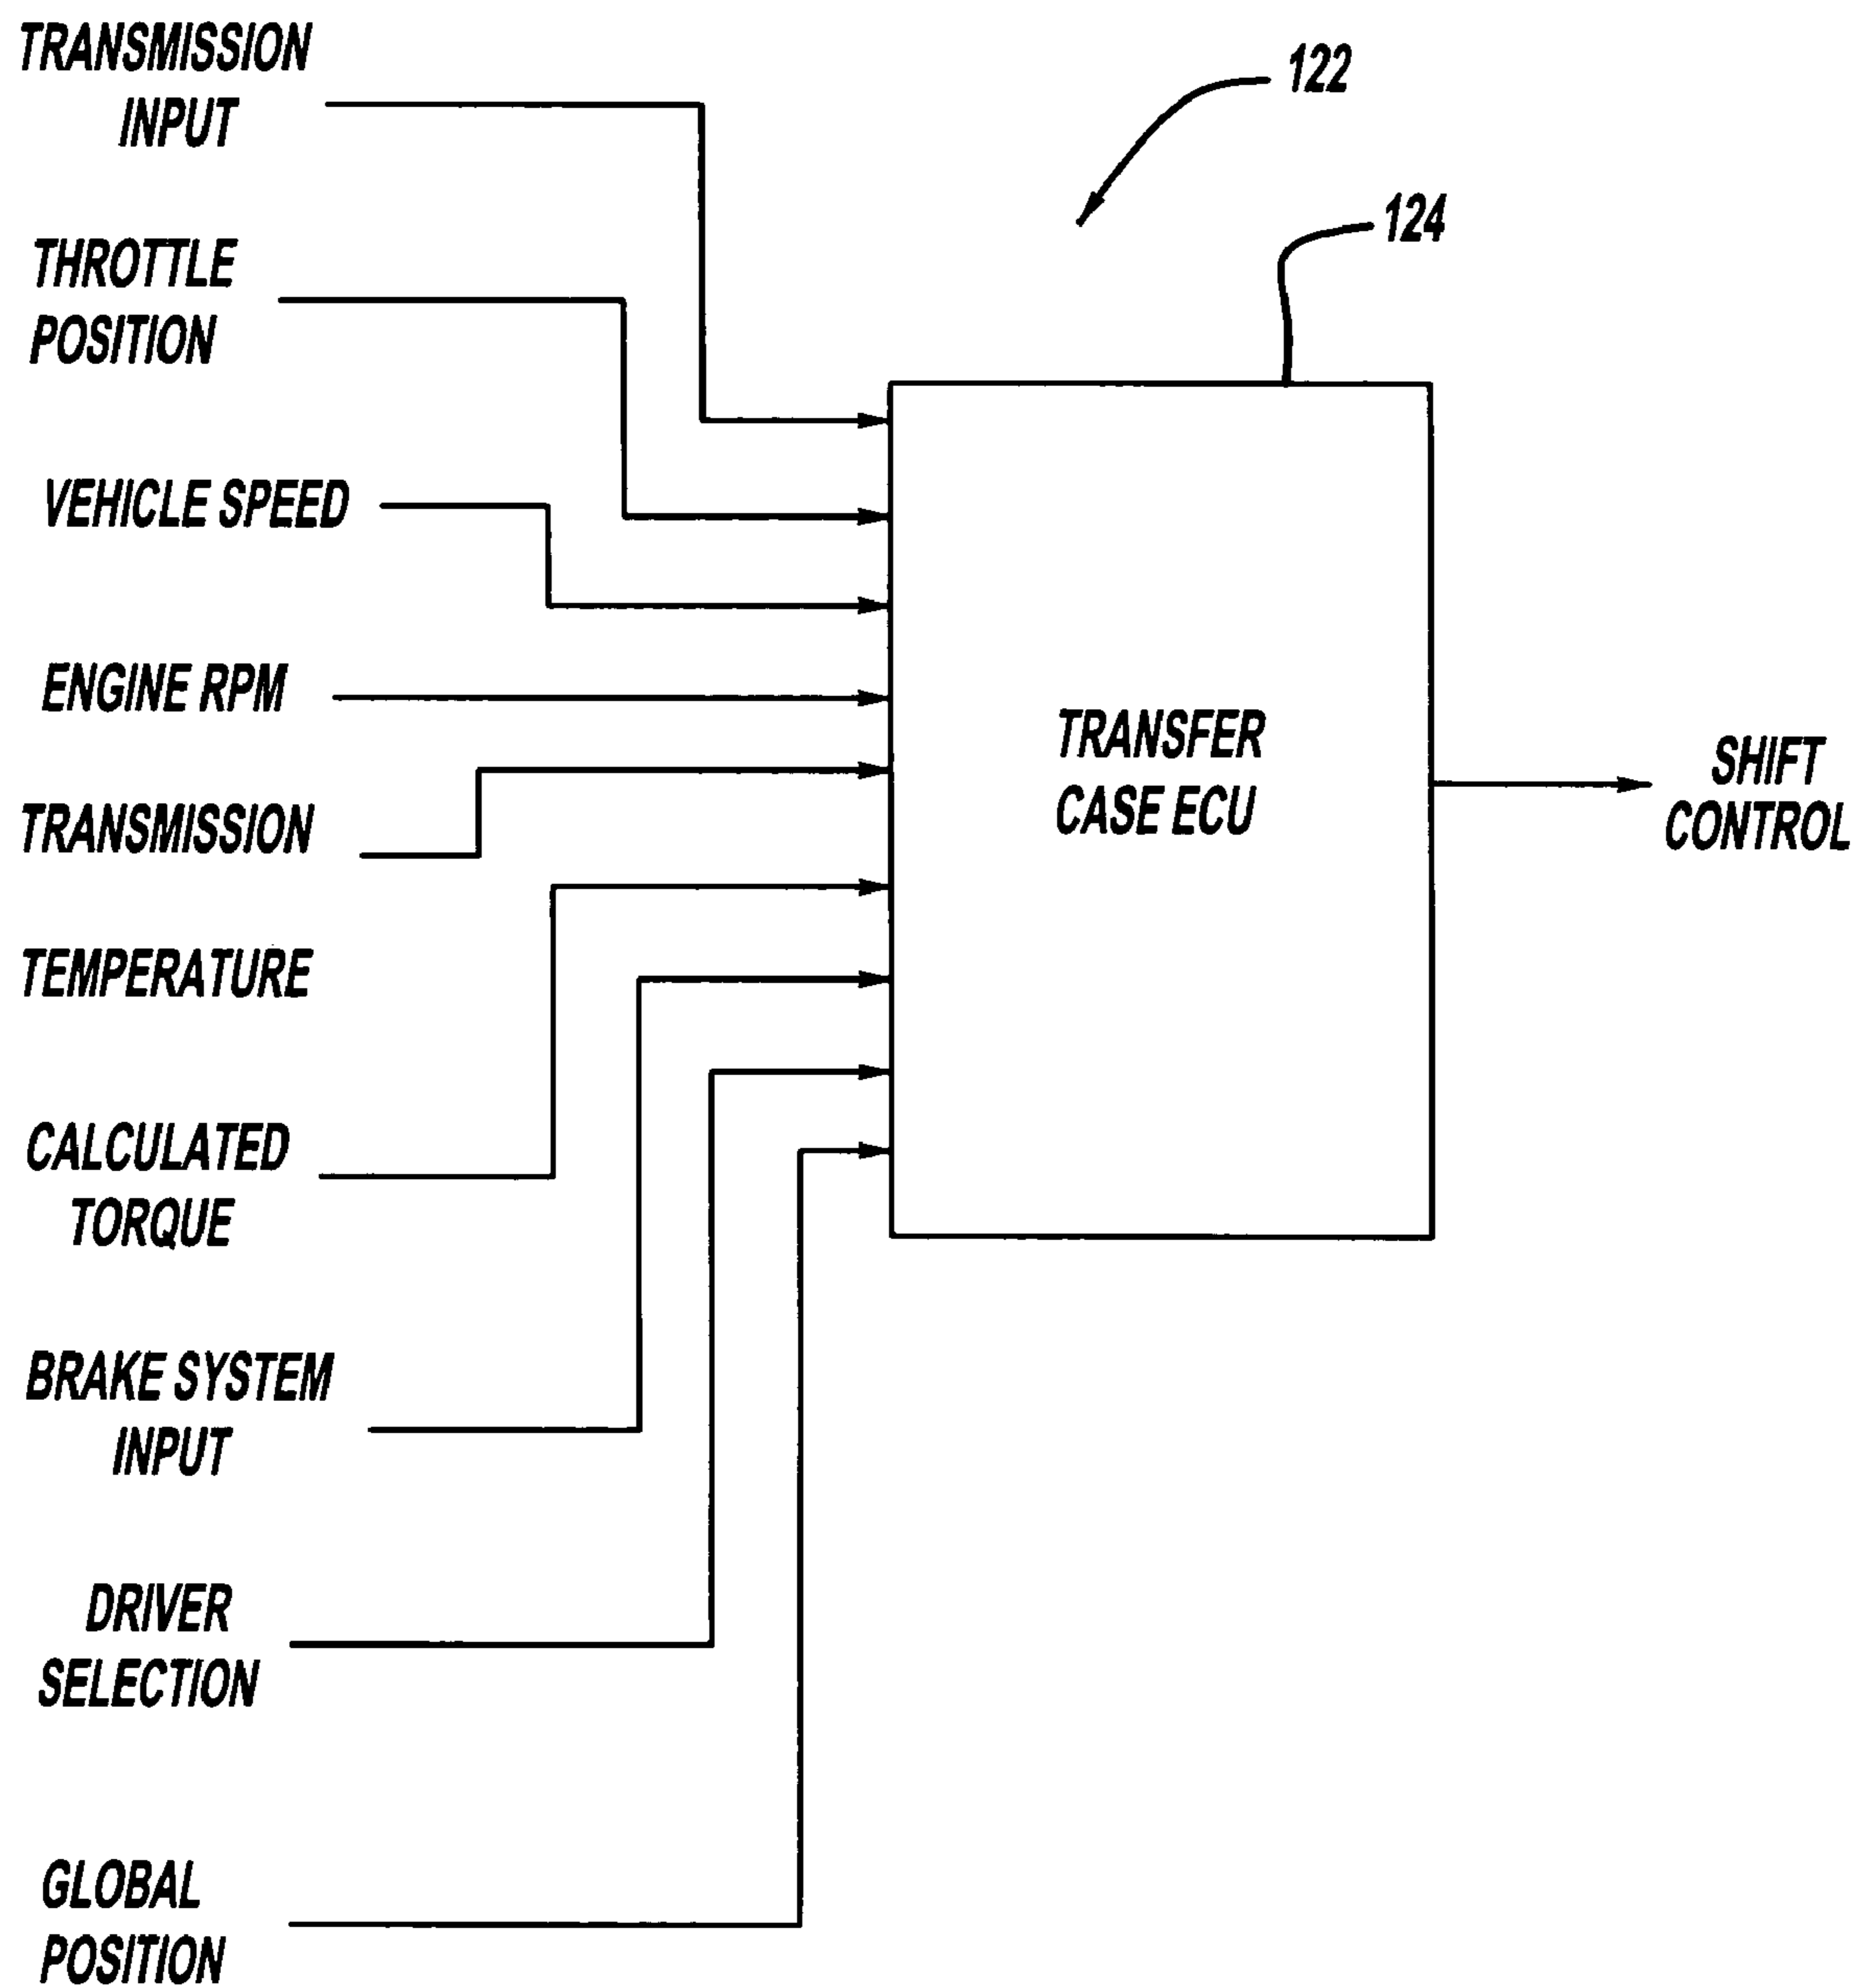 TRANSMISSION
INPUT
122
124
THROTTLE
POSITION
VEHICLE SPEED
ENGINE RPM
TRANSMISSION
TEMPERATURE
CALCULATED
TORQUE
BRAKE SYSTEM
INPUT
DRIVER
SELECTION
GLOBAL
POSITION
TRANSFER
CASE ECU
SHIFT
CONTROL